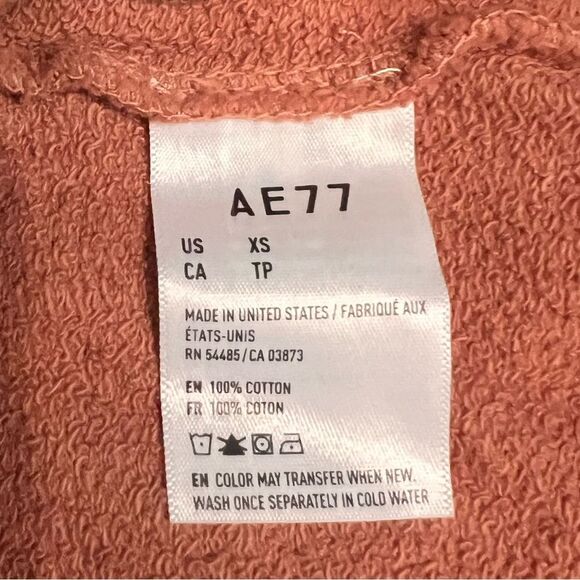 AE77
US XS
CA TP
MADE IN UNITED STATES / FABRIQUÉ AUX
ÉTATS-UNIS
RN 54485/CA 03873
EN 100% COTTON
FR 100% COTON
EN COLOR MAY TRANSFER WHEN NEW.
WASH ONCE SEPARATELY IN COLD WATER